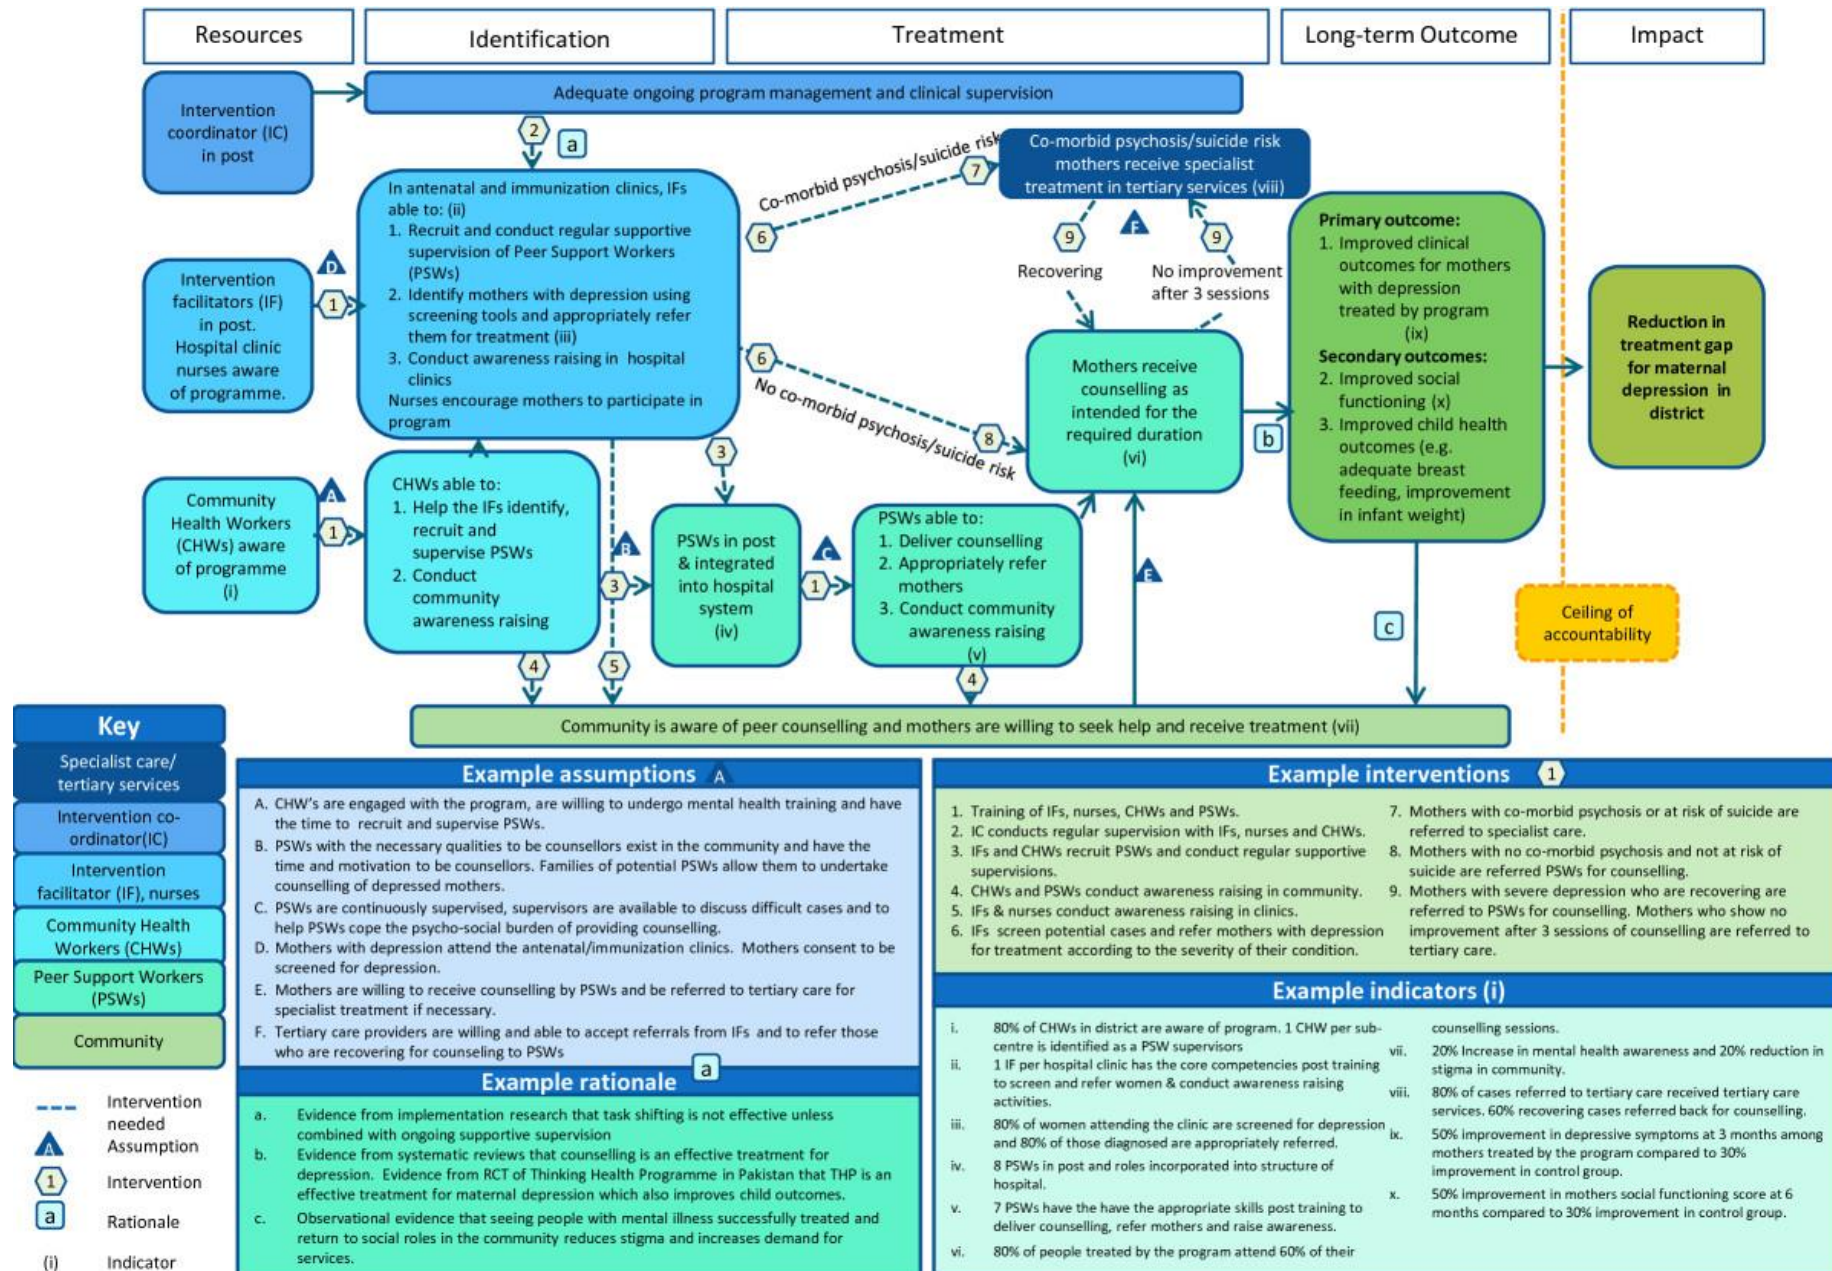 Resources
Identification
Treatment
Long-term Outcome
Impact
Intervention
coordinator (IC)
in post
Adequate ongoing program management and clinical supervision
2
a
In antenatal and immunization clinics, IFs
able to: (ii)
1. Recruit and conduct regular supportive
supervision of Peer Support Workers
(PSWs)
2. Identify mothers with depression using
screening tools and appropriately refer
them for treatment (iii)
3. Conduct awareness raising in hospital
clinics
Nurses encourage mothers to participate in
program
Intervention
facilitators (IF)
in post.
Hospital clinic
nurses aware
of programme.
D
1
Community
Health Workers
(CHWs) aware
of programme
(i)
A
1
CHWs able to:
1. Help the IFs identify,
recruit and
supervise PSWs
2. Conduct
community
awareness raising
6
Co-morbid psychosis/suicide risk
7
Co-morbid psychosis/suicide risk
mothers receive specialist
treatment in tertiary services (viii)
9
F
9
Recovering
No improvement
after 3 sessions
6
No co-morbid psychosis/suicide risk
8
Mothers receive
counselling as
intended for the
required duration
(vi)
3
B
3
PSWs in post
& integrated
into hospital
system
(iv)
C
1
PSWs able to:
1. Deliver counselling
2. Appropriately refer
mothers
3. Conduct community
awareness raising
(v)
E
4
5
4
b
Primary outcome:
1. Improved clinical
outcomes for mothers
with depression
treated by program
(ix)
Secondary outcomes:
2. Improved social
functioning (x)
3. Improved child health
outcomes (e.g.
adequate breast
feeding, improvement
in infant weight)
c
Reduction in
treatment gap
for maternal
depression in
district
Ceiling of
accountability
Community is aware of peer counselling and mothers are willing to seek help and receive treatment (vii)
Key
Specialist care/
tertiary services
Intervention co-
ordinator(IC)
Intervention
facilitator (IF), nurses
Community Health
Workers (CHWs)
Peer Support Workers
(PSWs)
Community
Intervention
needed
A
Assumption
1
Intervention
a
Rationale
(i)
Indicator
Example assumptions A
A. CHW's are engaged with the program, are willing to undergo mental health training and have
the time to recruit and supervise PSWs.
B. PSWs with the necessary qualities to be counsellors exist in the community and have the
time and motivation to be counsellors. Families of potential PSWs allow them to undertake
counselling of depressed mothers.
C. PSWs are continuously supervised, supervisors are available to discuss difficult cases and to
help PSWs cope the psycho-social burden of providing counselling.
D. Mothers with depression attend the antenatal/immunization clinics. Mothers consent to be
screened for depression.
E. Mothers are willing to receive counselling by PSWs and be referred to tertiary care for
specialist treatment if necessary.
F. Tertiary care providers are willing and able to accept referrals from IFs and to refer those
who are recovering for counseling to PSWs
Example rationale a
a. Evidence from implementation research that task shifting is not effective unless
combined with ongoing supportive supervision
b. Evidence from systematic reviews that counselling is an effective treatment for
depression. Evidence from RCT of Thinking Health Programme in Pakistan that THP is an
effective treatment for maternal depression which also improves child outcomes.
c. Observational evidence that seeing people with mental illness successfully treated and
return to social roles in the community reduces stigma and increases demand for
services.
Example interventions 1
1. Training of IFs, nurses, CHWs and PSWs.
2. IC conducts regular supervision with IFs, nurses and CHWs.
3. IFs and CHWs recruit PSWs and conduct regular supportive
supervisions.
4. CHWs and PSWs conduct awareness raising in community.
5. IFs & nurses conduct awareness raising in clinics.
6. IFs screen potential cases and refer mothers with depression
for treatment according to the severity of their condition.
7. Mothers with co-morbid psychosis or at risk of suicide are
referred to specialist care.
8. Mothers with no co-morbid psychosis and not at risk of
suicide are referred PSWs for counselling.
9. Mothers with severe depression who are recovering are
referred to PSWs for counselling. Mothers who show no
improvement after 3 sessions of counselling are referred to
tertiary care.
Example indicators (i)
i. 80% of CHWs in district are aware of program. 1 CHW per sub-
centre is identified as a PSW supervisors
ii. 1 IF per hospital clinic has the core competencies post training
to screen and refer women & conduct awareness raising
activities.
iii. 80% of women attending the clinic are screened for depression
and 80% of those diagnosed are appropriately referred.
iv. 8 PSWs in post and roles incorporated into structure of
hospital.
v. 7 PSWs have the have the appropriate skills post training to
deliver counselling, refer mothers and raise awareness.
vi. 80% of people treated by the program attend 60% of their
counselling sessions.
vii. 20% Increase in mental health awareness and 20% reduction in
stigma in community.
viii. 80% of cases referred to tertiary care received tertiary care
services. 60% recovering cases referred back for counselling.
ix. 50% improvement in depressive symptoms at 3 months among
mothers treated by the program compared to 30%
improvement in control group.
x. 50% improvement in mothers social functioning score at 6
months compared to 30% improvement in control group.